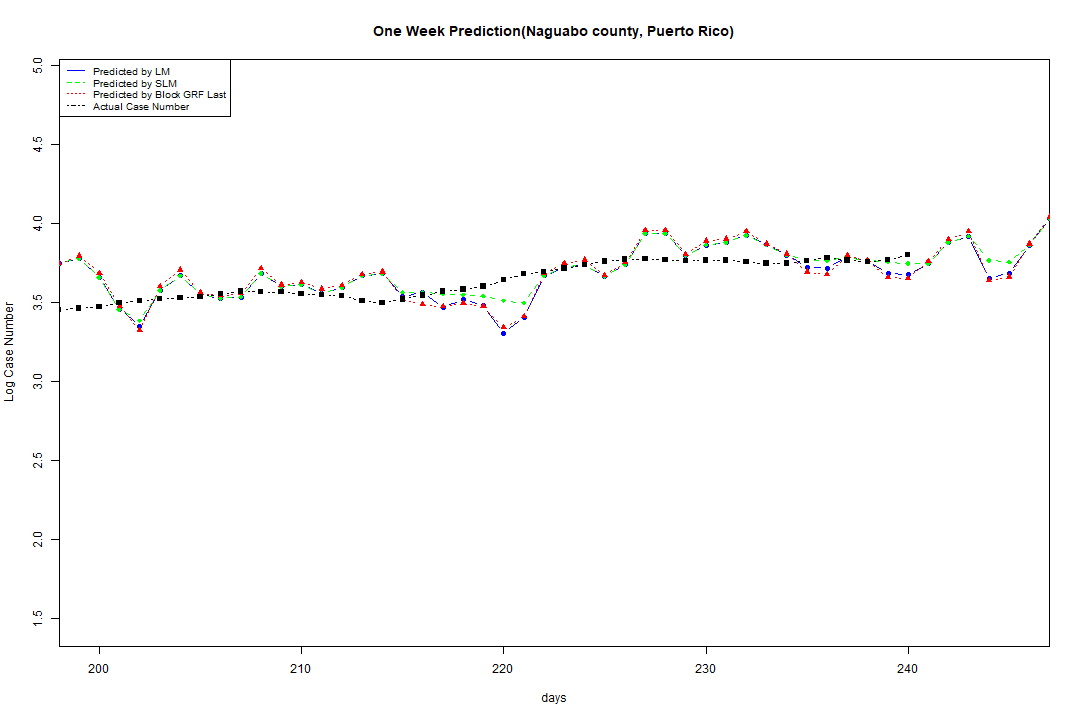 One Week Prediction(Naguabo county, Puerto Rico)
Predicted by LM
Predicted by SLM
Predicted by Block GRF Last
Actual Case Number
5.0
4.5
4.0
3.5
3.0
2.5
2.0
1.5
Log Case Number
200 210 220 230 240
days